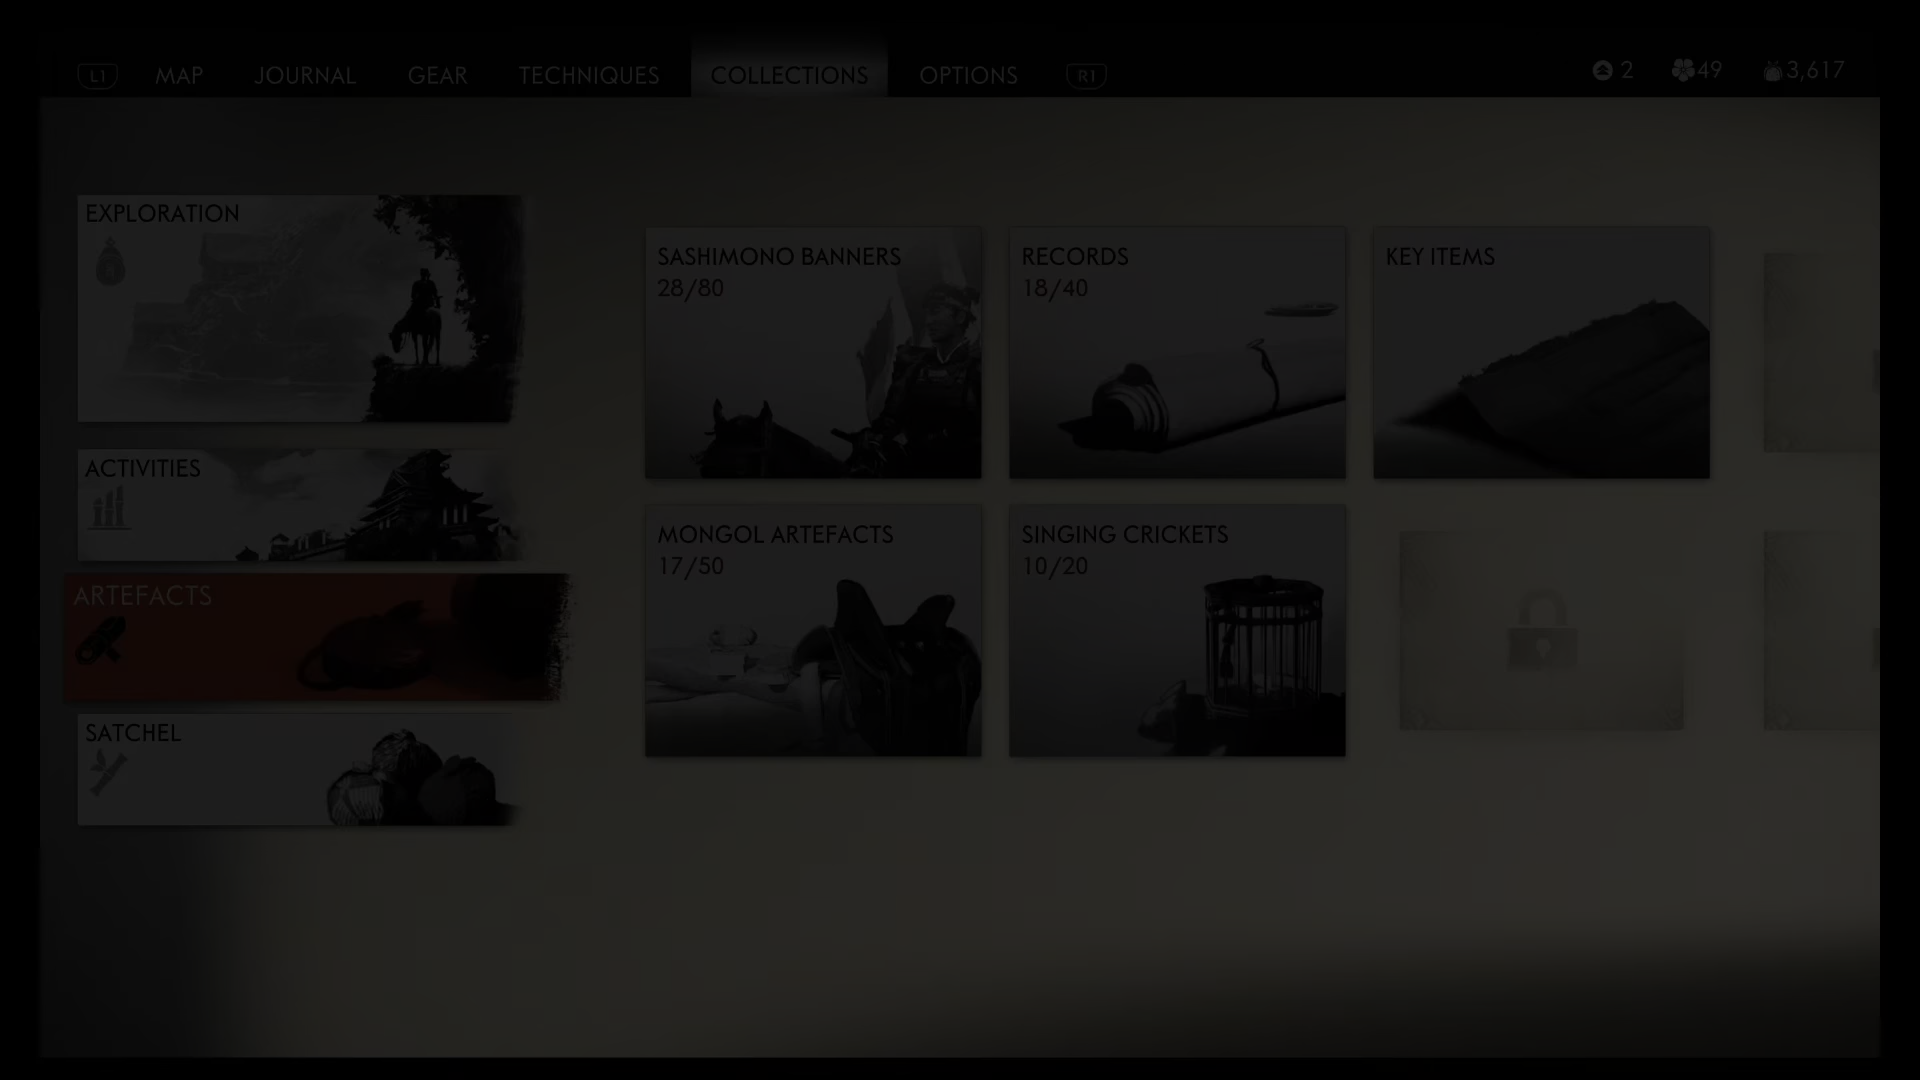 L1 MAP JOURNAL GEAR TECHNIQUES COLLECTIONS OPTIONS R1 2 49 3,617
EXPLORATION
ACTIVITIES
ARTEFACTS
SATCHEL
SASHIMONO BANNERS
28/80
RECORDS
18/40
KEY ITEMS
MONGOL ARTEFACTS
17/50
SINGING CRICKETS
10/20